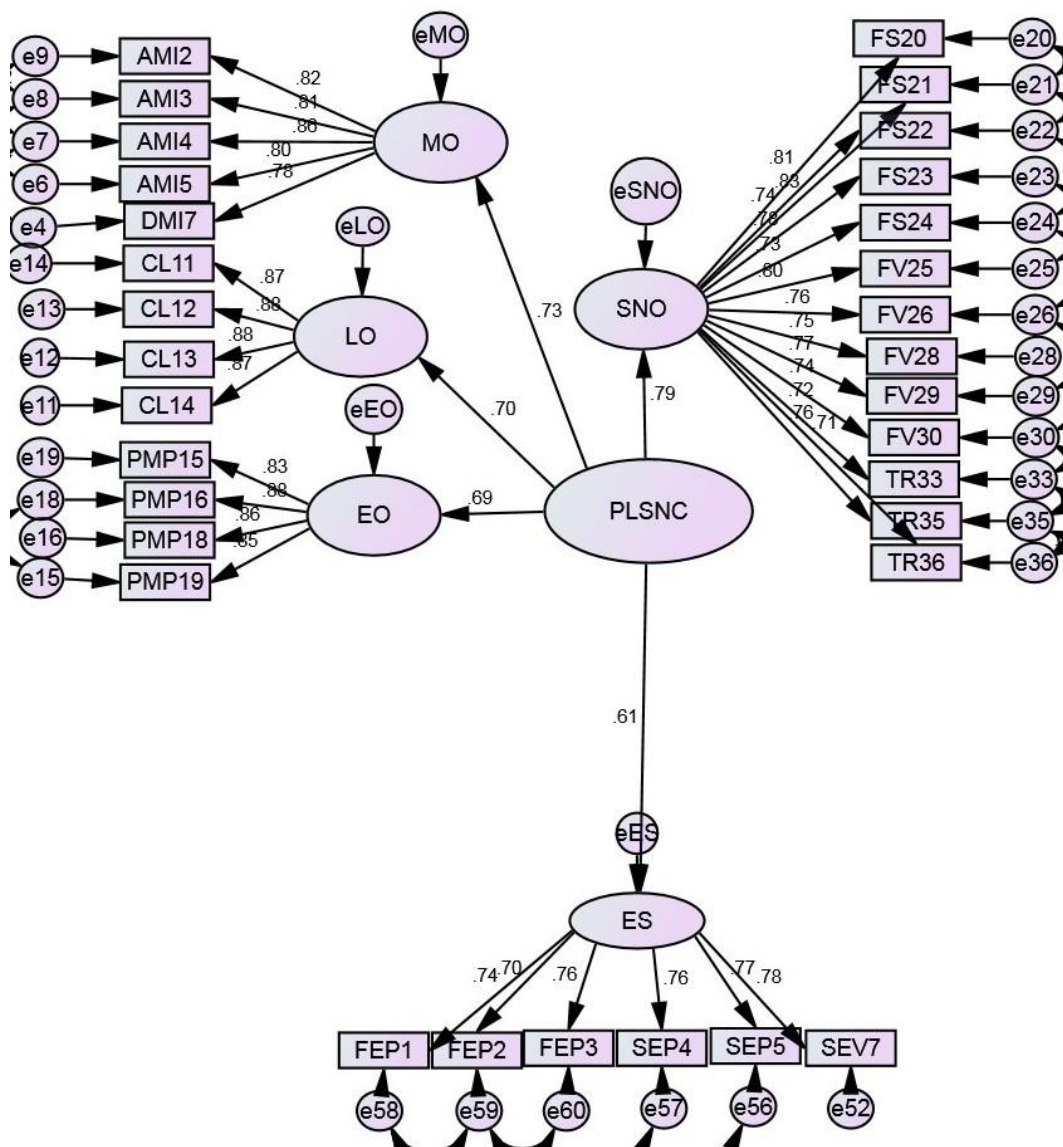 eMO
e9 AMI2
.82
e8 AMI3
.81
e7 AMI4
.86
MO
e6 AMI5
.80
e4 DMI7
.78
FS20 e20
FS21 e21
FS22 e22
FS23 e23
FS24 e24
FV25 e25
FV26 e26
FV28 e28
FV29 e29
FV30 e30
TR33 e33
TR35 e35
TR36 e36
.81
.83
.74
.78
.73
.80
.76
.75
.77
.74
.72
.76
.71
eSNO
SNO
.79
.73
eLO
e14 CL11
.87
e13 CL12
.88
LO
e12 CL13
.88
e11 CL14
.87
.70
eEO
e19 PMP15
.83
e18 PMP16
.88
EO
.69
PLSNC
e16 PMP18
.86
e15 PMP19
.85
.61
eES
ES
.74 .70 .76 .76 .77 .78
FEP1 FEP2 FEP3 SEP4 SEP5 SEV7
e58 e59 e60 e57 e56 e52